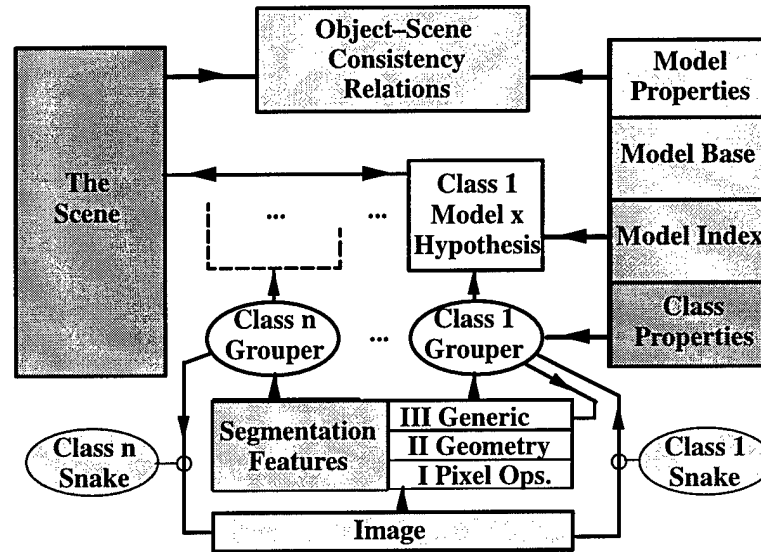 Object–Scene
Consistency
Relations
Model
Properties
Model Base
Model Index
Class
Properties
The
Scene
...
...
Class 1
Model x
Hypothesis
Class n
Grouper
...
Class 1
Grouper
Segmentation
Features
III Generic
II Geometry
I Pixel Ops.
Class n
Snake
Class 1
Snake
Image